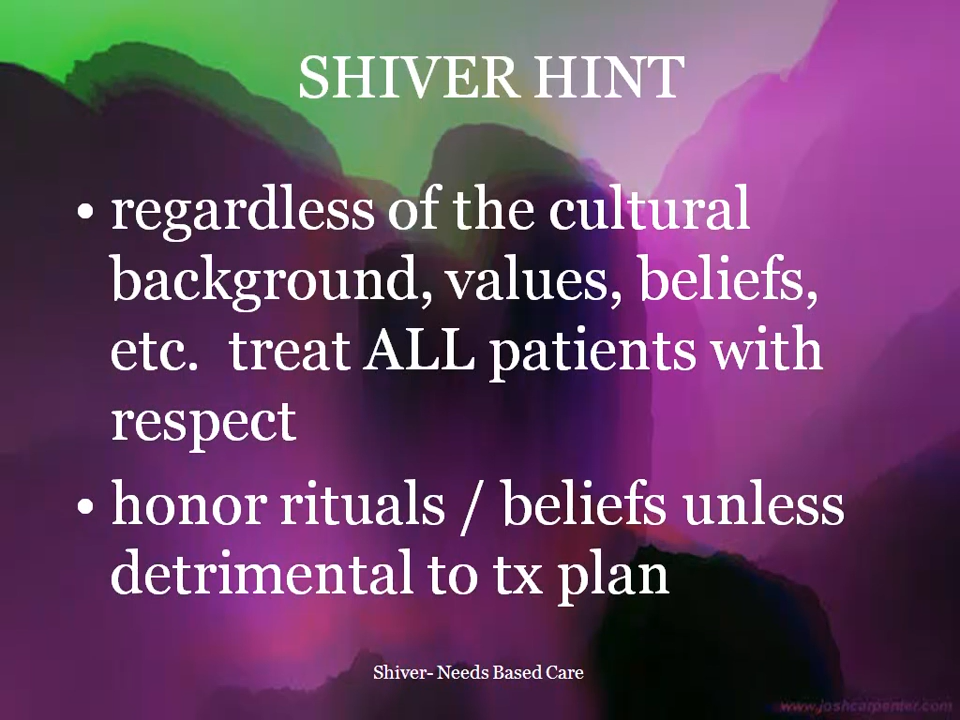 SHIVER HINT
• regardless of the cultural
background, values, beliefs,
etc.  treat ALL patients with
respect
• honor rituals / beliefs unless
detrimental to tx plan
Shiver- Needs Based Care
www.joshcarpenter.com